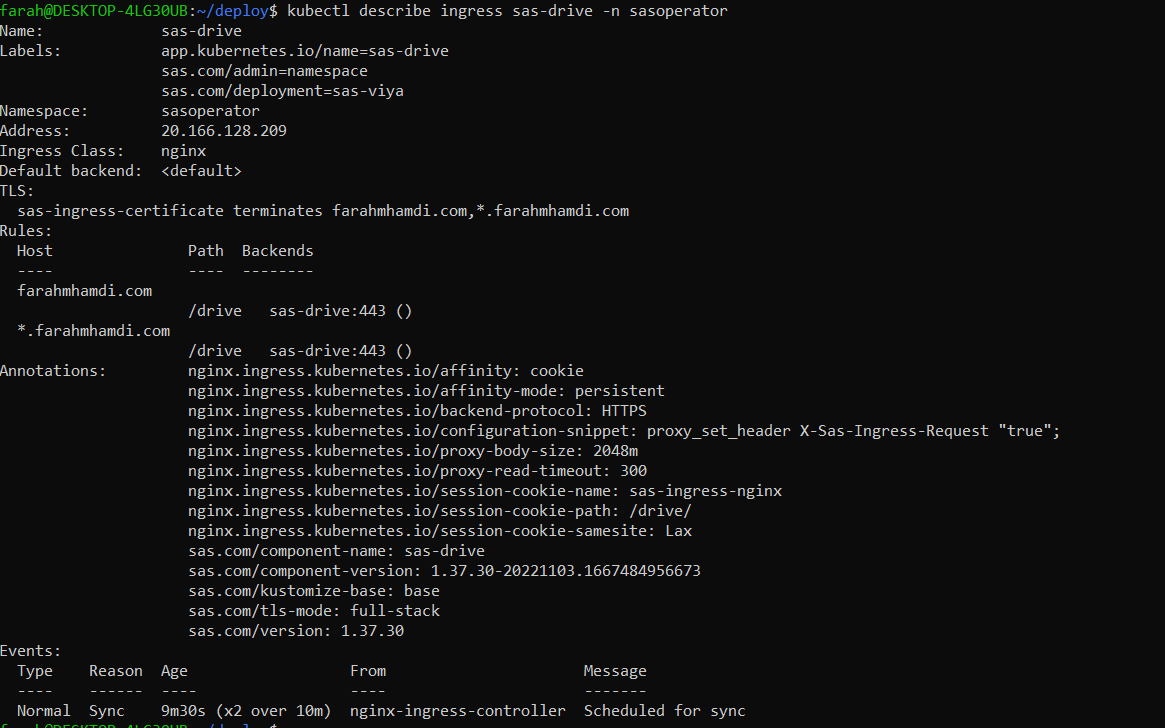 farah@DESKTOP-4LG30UB:~/deploy$ kubectl describe ingress sas-drive -n sasoperator
Name:             sas-drive
Labels:           app.kubernetes.io/name=sas-drive
                  sas.com/admin=namespace
                  sas.com/deployment=sas-viya
Namespace:        sasoperator
Address:          20.166.128.209
Ingress Class:    nginx
Default backend:  <default>
TLS:
  sas-ingress-certificate terminates farahmhamdi.com,*.farahmhamdi.com
Rules:
  Host               Path  Backends
  ----               ----  --------
  farahmhamdi.com
                     /drive   sas-drive:443 ()
  *.farahmhamdi.com
                     /drive   sas-drive:443 ()
Annotations:         nginx.ingress.kubernetes.io/affinity: cookie
                     nginx.ingress.kubernetes.io/affinity-mode: persistent
                     nginx.ingress.kubernetes.io/backend-protocol: HTTPS
                     nginx.ingress.kubernetes.io/configuration-snippet: proxy_set_header X-Sas-Ingress-Request "true";
                     nginx.ingress.kubernetes.io/proxy-body-size: 2048m
                     nginx.ingress.kubernetes.io/proxy-read-timeout: 300
                     nginx.ingress.kubernetes.io/session-cookie-name: sas-ingress-nginx
                     nginx.ingress.kubernetes.io/session-cookie-path: /drive/
                     nginx.ingress.kubernetes.io/session-cookie-samesite: Lax
                     sas.com/component-name: sas-drive
                     sas.com/component-version: 1.37.30-20221103.1667484956673
                     sas.com/kustomize-base: base
                     sas.com/tls-mode: full-stack
                     sas.com/version: 1.37.30
Events:
  Type    Reason  Age                  From                      Message
  ----    ------  ----                 ----                      -------
  Normal  Sync    9m30s (x2 over 10m)  nginx-ingress-controller  Scheduled for sync
farah@DESKTOP-4LG30UB:~/deploy$